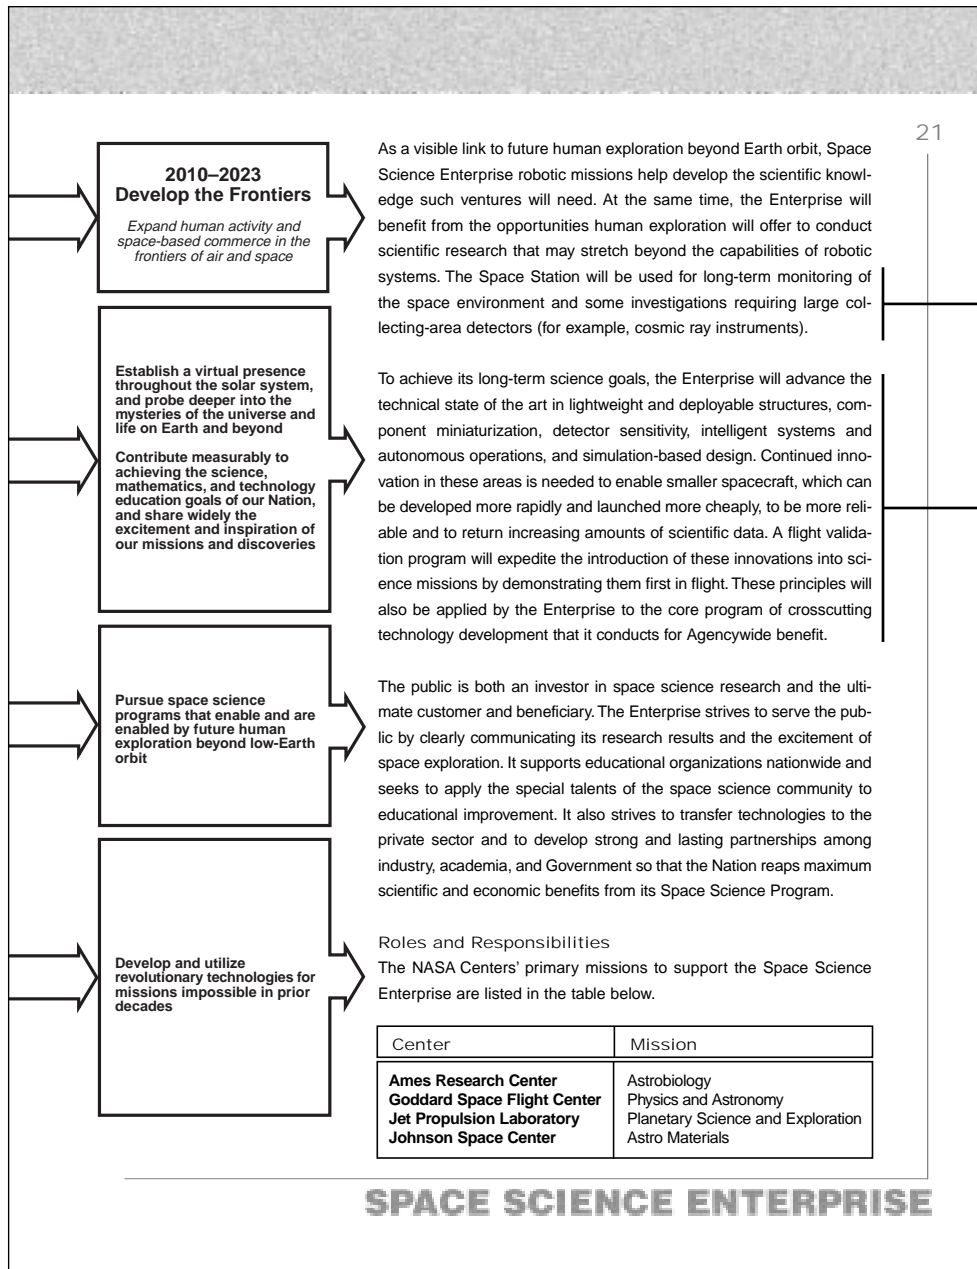 21
2010–2023
Develop the Frontiers
Expand human activity and
space-based commerce in the
frontiers of air and space
Establish a virtual presence
throughout the solar system,
and probe deeper into the
mysteries of the universe and
life on Earth and beyond
Contribute measurably to
achieving the science,
mathematics, and technology
education goals of our Nation,
and share widely the
excitement and inspiration of
our missions and discoveries
Pursue space science
programs that enable and are
enabled by future human
exploration beyond low-Earth
orbit
Develop and utilize
revolutionary technologies for
missions impossible in prior
decades
As a visible link to future human exploration beyond Earth orbit, Space
Science Enterprise robotic missions help develop the scientific knowl-
edge such ventures will need. At the same time, the Enterprise will
benefit from the opportunities human exploration will offer to conduct
scientific research that may stretch beyond the capabilities of robotic
systems. The Space Station will be used for long-term monitoring of
the space environment and some investigations requiring large col-
lecting-area detectors (for example, cosmic ray instruments).
To achieve its long-term science goals, the Enterprise will advance the
technical state of the art in lightweight and deployable structures, com-
ponent miniaturization, detector sensitivity, intelligent systems and
autonomous operations, and simulation-based design. Continued inno-
vation in these areas is needed to enable smaller spacecraft, which can
be developed more rapidly and launched more cheaply, to be more reli-
able and to return increasing amounts of scientific data. A flight valida-
tion program will expedite the introduction of these innovations into sci-
ence missions by demonstrating them first in flight. These principles will
also be applied by the Enterprise to the core program of crosscutting
technology development that it conducts for Agencywide benefit.
The public is both an investor in space science research and the ulti-
mate customer and beneficiary. The Enterprise strives to serve the pub-
lic by clearly communicating its research results and the excitement of
space exploration. It supports educational organizations nationwide and
seeks to apply the special talents of the space science community to
educational improvement. It also strives to transfer technologies to the
private sector and to develop strong and lasting partnerships among
industry, academia, and Government so that the Nation reaps maximum
scientific and economic benefits from its Space Science Program.
Roles and Responsibilities
The NASA Centers' primary missions to support the Space Science
Enterprise are listed in the table below.
Center Mission
Ames Research Center Astrobiology
Goddard Space Flight Center Physics and Astronomy
Jet Propulsion Laboratory Planetary Science and Exploration
Johnson Space Center Astro Materials
SPACE SCIENCE ENTERPRISE